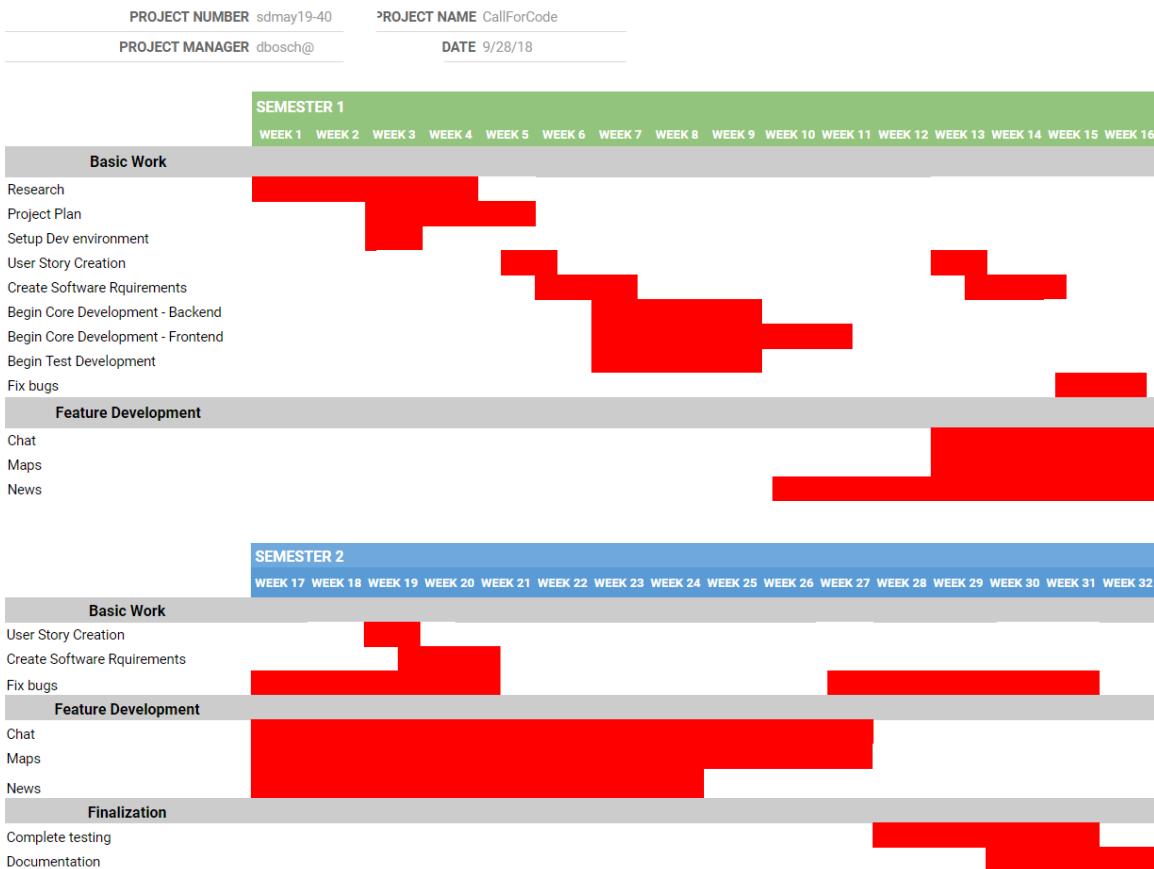 PROJECT NUMBER sdmay19-40 PROJECT NAME CallForCode
PROJECT MANAGER dbosch@ DATE 9/28/18
SEMESTER 1
WEEK 1 WEEK 2 WEEK 3 WEEK 4 WEEK 5 WEEK 6 WEEK 7 WEEK 8 WEEK 9 WEEK 10 WEEK 11 WEEK 12 WEEK 13 WEEK 14 WEEK 15 WEEK 16
Basic Work
Research
Project Plan
Setup Dev environment
User Story Creation
Create Software Rquirements
Begin Core Development - Backend
Begin Core Development - Frontend
Begin Test Development
Fix bugs
Feature Development
Chat
Maps
News
SEMESTER 2
WEEK 17 WEEK 18 WEEK 19 WEEK 20 WEEK 21 WEEK 22 WEEK 23 WEEK 24 WEEK 25 WEEK 26 WEEK 27 WEEK 28 WEEK 29 WEEK 30 WEEK 31 WEEK 32
Basic Work
User Story Creation
Create Software Rquirements
Fix bugs
Feature Development
Chat
Maps
News
Finalization
Complete testing
Documentation